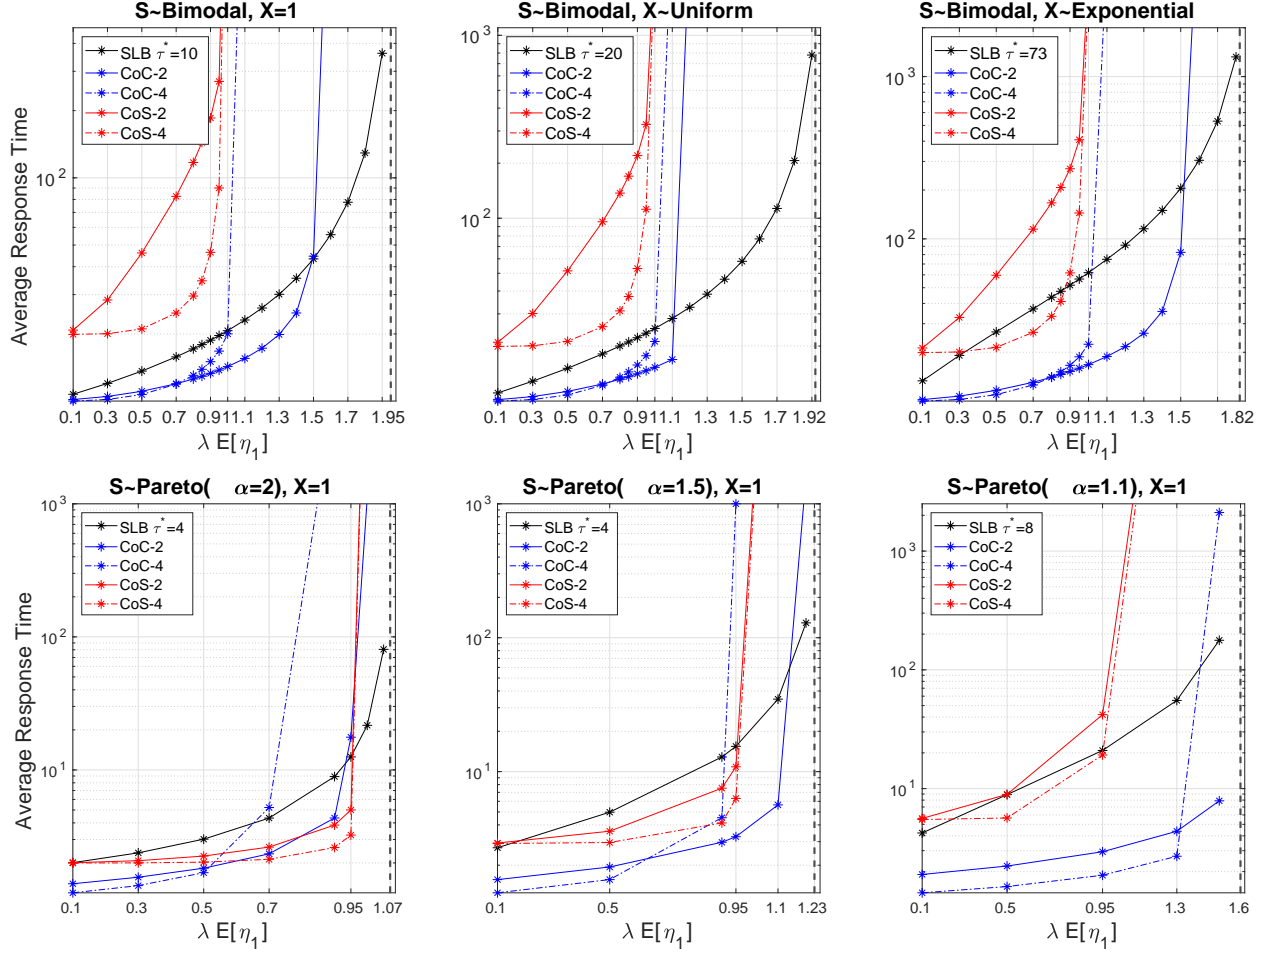 S~Bimodal, X=1
SLB τ*=10
CoC-2
CoC-4
CoS-2
CoS-4
10^2
Average Response Time
0.1 0.3 0.5 0.7 0.9 1 1.1 1.3 1.5 1.7 1.95
λ E[η_1]
S~Bimodal, X~Uniform
SLB τ*=20
CoC-2
CoC-4
CoS-2
CoS-4
10^3
10^2
0.1 0.3 0.5 0.7 0.9 1 1.1 1.3 1.5 1.7 1.92
λ E[η_1]
S~Bimodal, X~Exponential
SLB τ*=73
CoC-2
CoC-4
CoS-2
CoS-4
10^3
10^2
0.1 0.3 0.5 0.7 0.9 1 1.1 1.3 1.5 1.82
λ E[η_1]
S~Pareto( α=2), X=1
SLB τ*=4
CoC-2
CoC-4
CoS-2
CoS-4
10^3
10^2
10^1
Average Response Time
0.1 0.3 0.5 0.7 0.95 1.07
λ E[η_1]
S~Pareto( α=1.5), X=1
SLB τ*=4
CoC-2
CoC-4
CoS-2
CoS-4
10^3
10^2
10^1
0.1 0.5 0.95 1.1 1.23
λ E[η_1]
S~Pareto( α=1.1), X=1
SLB τ*=8
CoC-2
CoC-4
CoS-2
CoS-4
10^3
10^2
10^1
0.1 0.5 0.95 1.3 1.6
λ E[η_1]